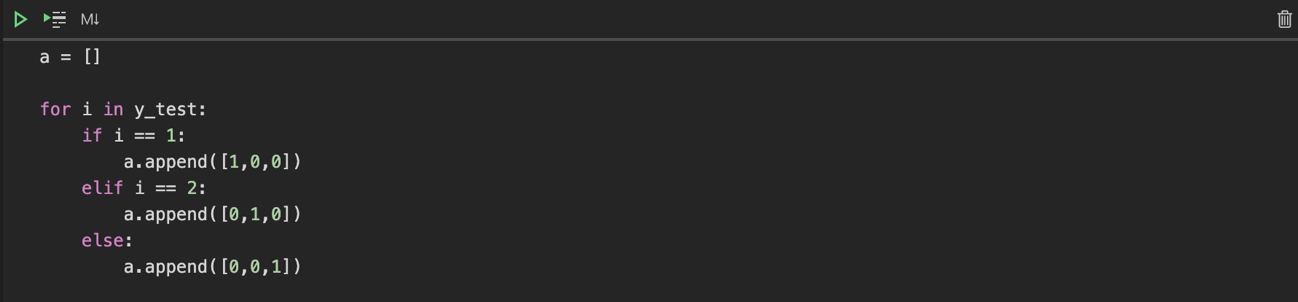 M↓
a = []
for i in y_test:
    if i == 1:
        a.append([1,0,0])
    elif i == 2:
        a.append([0,1,0])
    else:
        a.append([0,0,1])